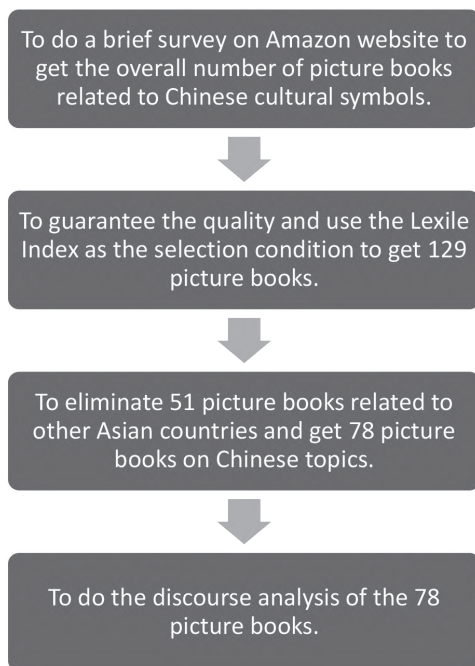 To do a brief survey on Amazon website to
get the overall number of picture books
related to Chinese cultural symbols.
To guarantee the quality and use the Lexile
Index as the selection condition to get 129
picture books.
To eliminate 51 picture books related to
other Asian countries and get 78 picture
books on Chinese topics.
To do the discourse analysis of the 78
picture books.